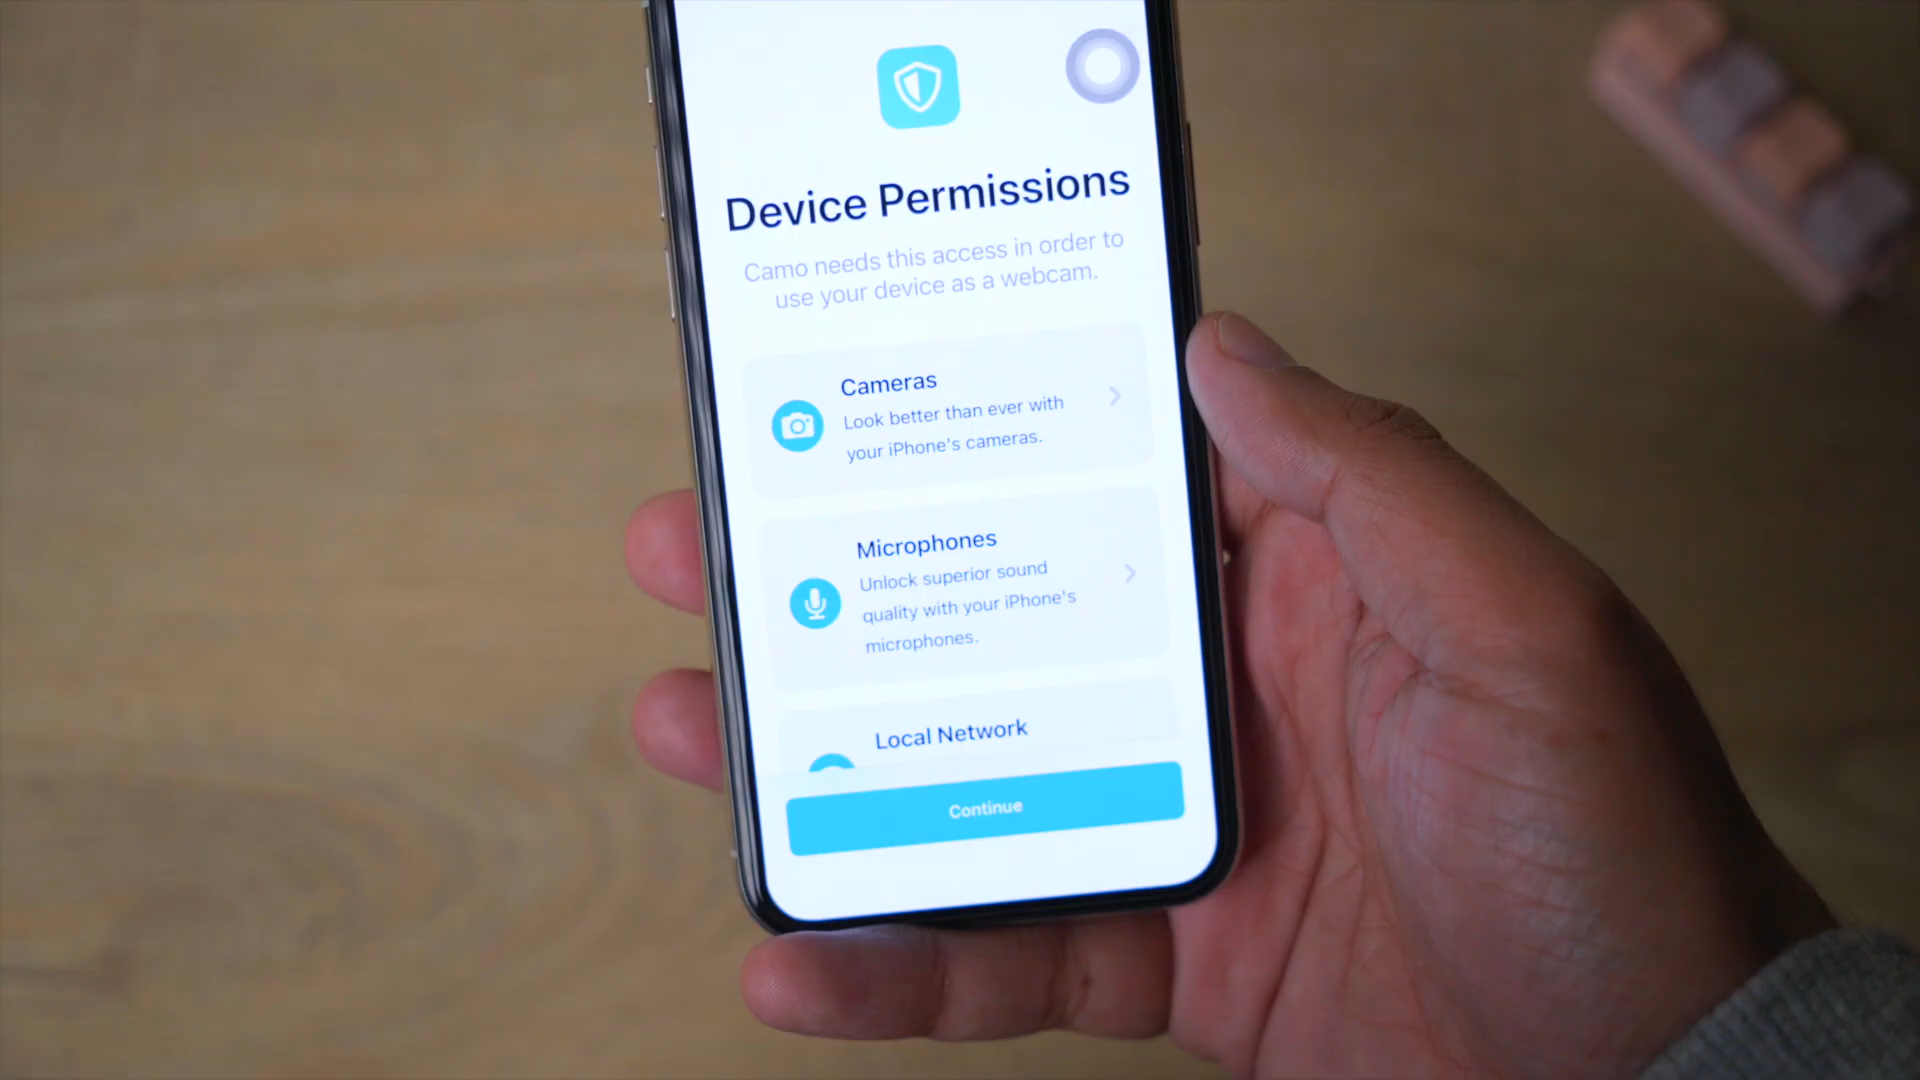 Device Permissions
Camo needs this access in order to
use your device as a webcam.
Cameras
Look better than ever with
your iPhone's cameras.
Microphones
Unlock superior sound
quality with your iPhone's
microphones.
Local Network
Continue